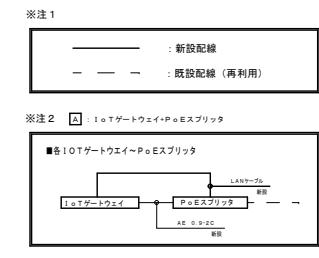 ※注１
：新設配線
：既設配線（再利用）
※注２ A ：ＩｏＴゲートウェイ+ＰｏＥスプリッタ
■各ＩＯＴゲートウエイ～ＰｏＥスプリッタ
ＬＡＮケーブル
新設
ＩｏＴゲートウェイ
ＰｏＥスプリッタ
ＡＥ ０.９-２Ｃ
新設